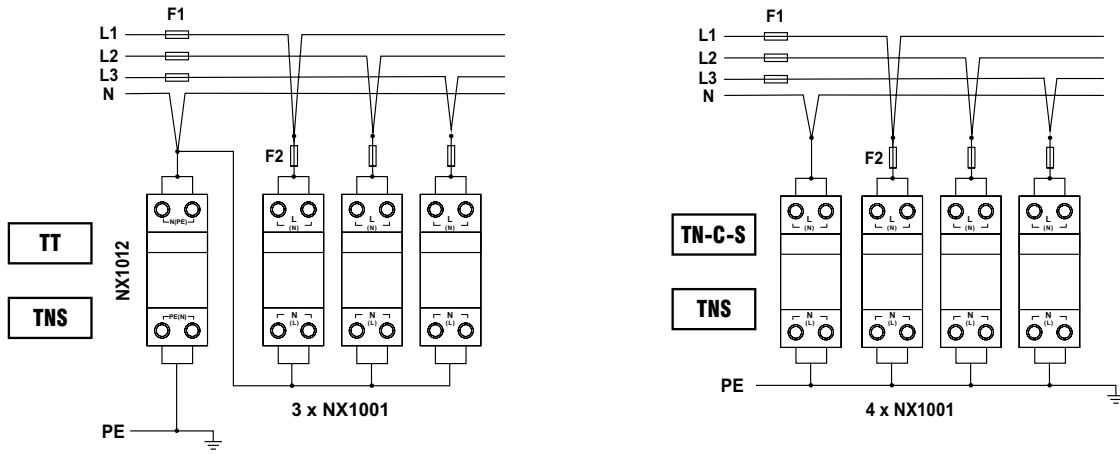 F1
L1
L2
L3
N
F2
N(PE)
L
(N)
L
(N)
L
(N)
TT
TNS
NX1012
PE(N)
N
(L)
N
(L)
N
(L)
3 x NX1001
PE
F1
L1
L2
L3
N
F2
L
(N)
L
(N)
L
(N)
L
(N)
TN-C-S
TNS
N
(L)
N
(L)
N
(L)
N
(L)
PE
4 x NX1001